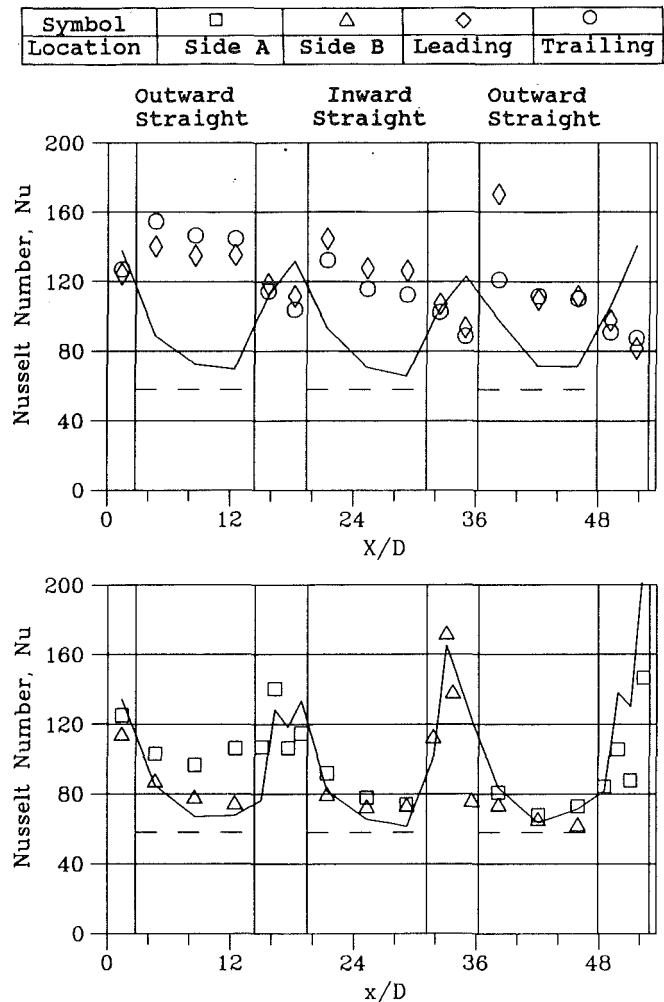 Symbol
Location Side A Side B Leading Trailing
Outward Straight
Inward Straight
Outward Straight
Nusselt Number, Nu
200
160
120
80
40
0
0 12 24 36 48
X/D
Nusselt Number, Nu
200
160
120
80
40
0
0 12 24 36 48
x/D